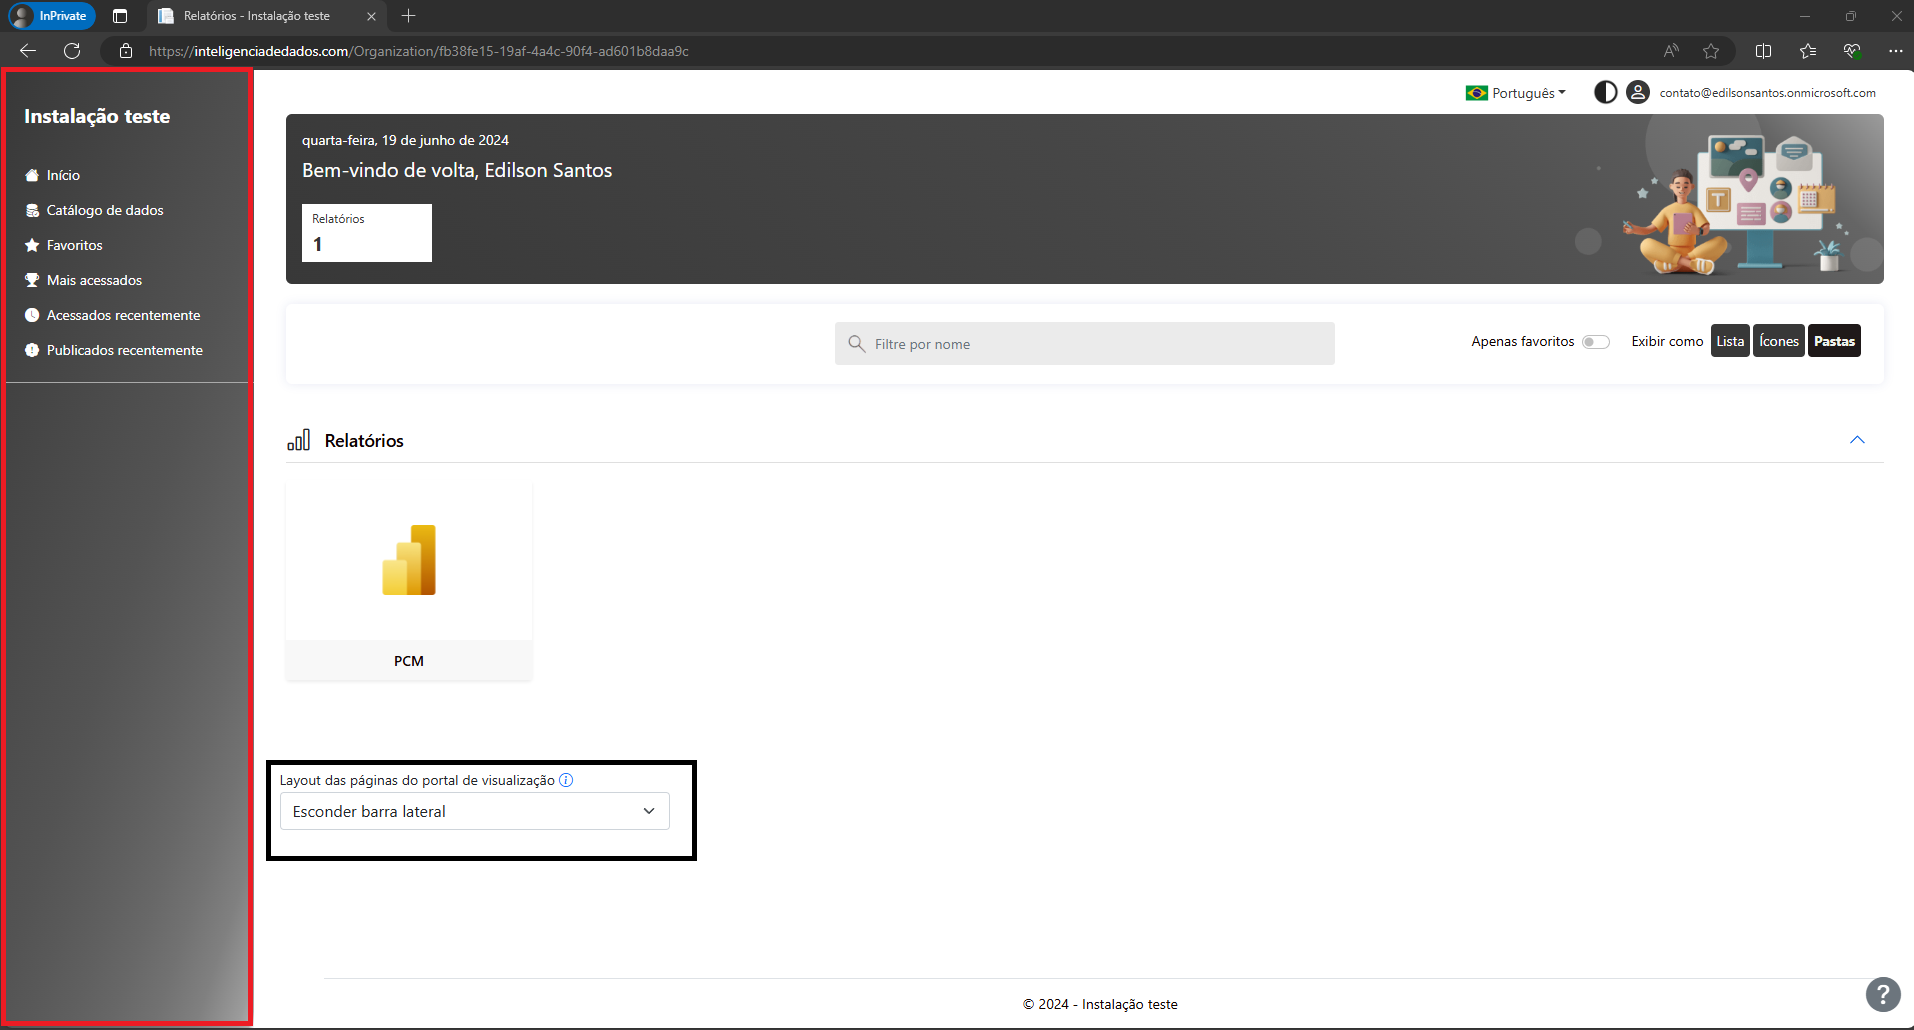 InPrivate
Relatórios - Instalação teste
https://inteligenciadedados.com/Organization/fb38fe15-19af-4a4c-90f4-ad601b8daa9c
Instalação teste
Início
Catálogo de dados
Favoritos
Mais acessados
Acessados recentemente
Publicados recentemente
Português
contato@edilsonsantos.onmicrosoft.com
quarta-feira, 19 de junho de 2024
Bem-vindo de volta, Edilson Santos
Relatórios
1
T
Filtre por nome
Apenas favoritos
Exibir como
Lista
Ícones
Pastas
Relatórios
PCM
Layout das páginas do portal de visualização
Esconder barra lateral
© 2024 - Instalação teste
?